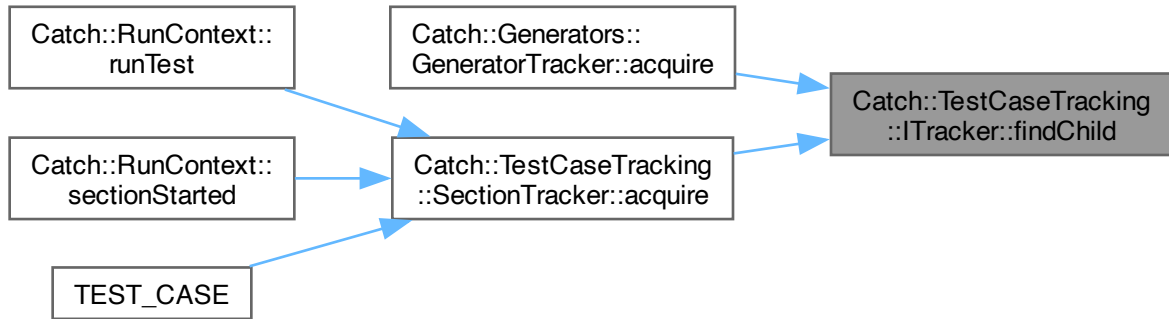 Catch::RunContext::
runTest
Catch::Generators::
GeneratorTracker::acquire
Catch::TestCaseTracking
::ITracker::findChild
Catch::RunContext::
sectionStarted
Catch::TestCaseTracking
::SectionTracker::acquire
TEST_CASE